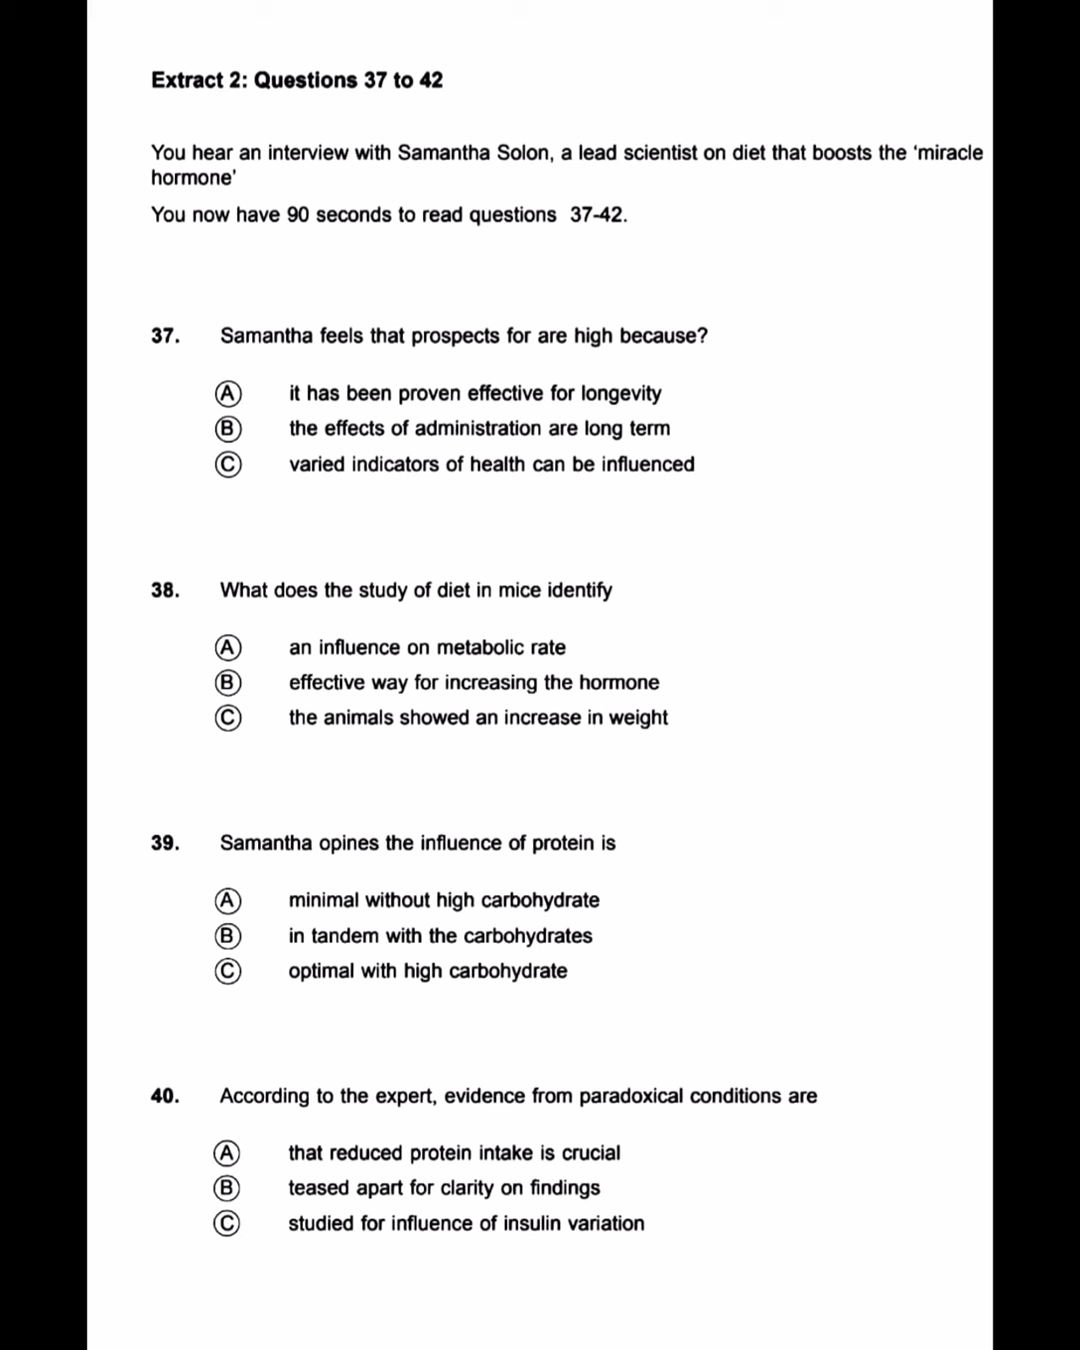 Extract 2: Questions 37 to 42
You hear an interview with Samantha Solon, a lead scientist on diet that boosts the ‘miracle
hormone’
You now have 90 seconds to read questions 37-42.
37. Samantha feels that prospects for are high because?
A it has been proven effective for longevity
B the effects of administration are long term
C varied indicators of health can be influenced
38. What does the study of diet in mice identify
A an influence on metabolic rate
B effective way for increasing the hormone
C the animals showed an increase in weight
39. Samantha opines the influence of protein is
A minimal without high carbohydrate
B in tandem with the carbohydrates
C optimal with high carbohydrate
40. According to the expert, evidence from paradoxical conditions are
A that reduced protein intake is crucial
B teased apart for clarity on findings
C studied for influence of insulin variation